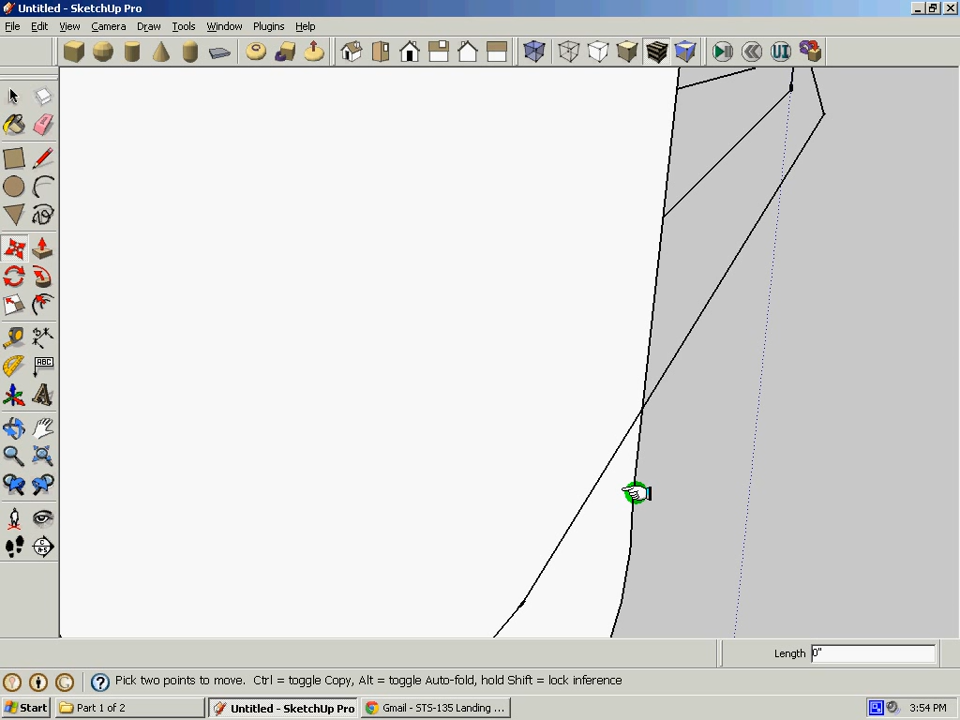 Untitled - SketchUp Pro
File Edit View Camera Draw Tools Window Plugins Help
UI
ABC
Length 0"
Pick two points to move. Ctrl = toggle Copy, Alt = toggle Auto-fold, hold Shift = lock inference
Start Part 1 of 2 Untitled - SketchUp Pro Gmail - STS-135 Landing ... 3:54 PM